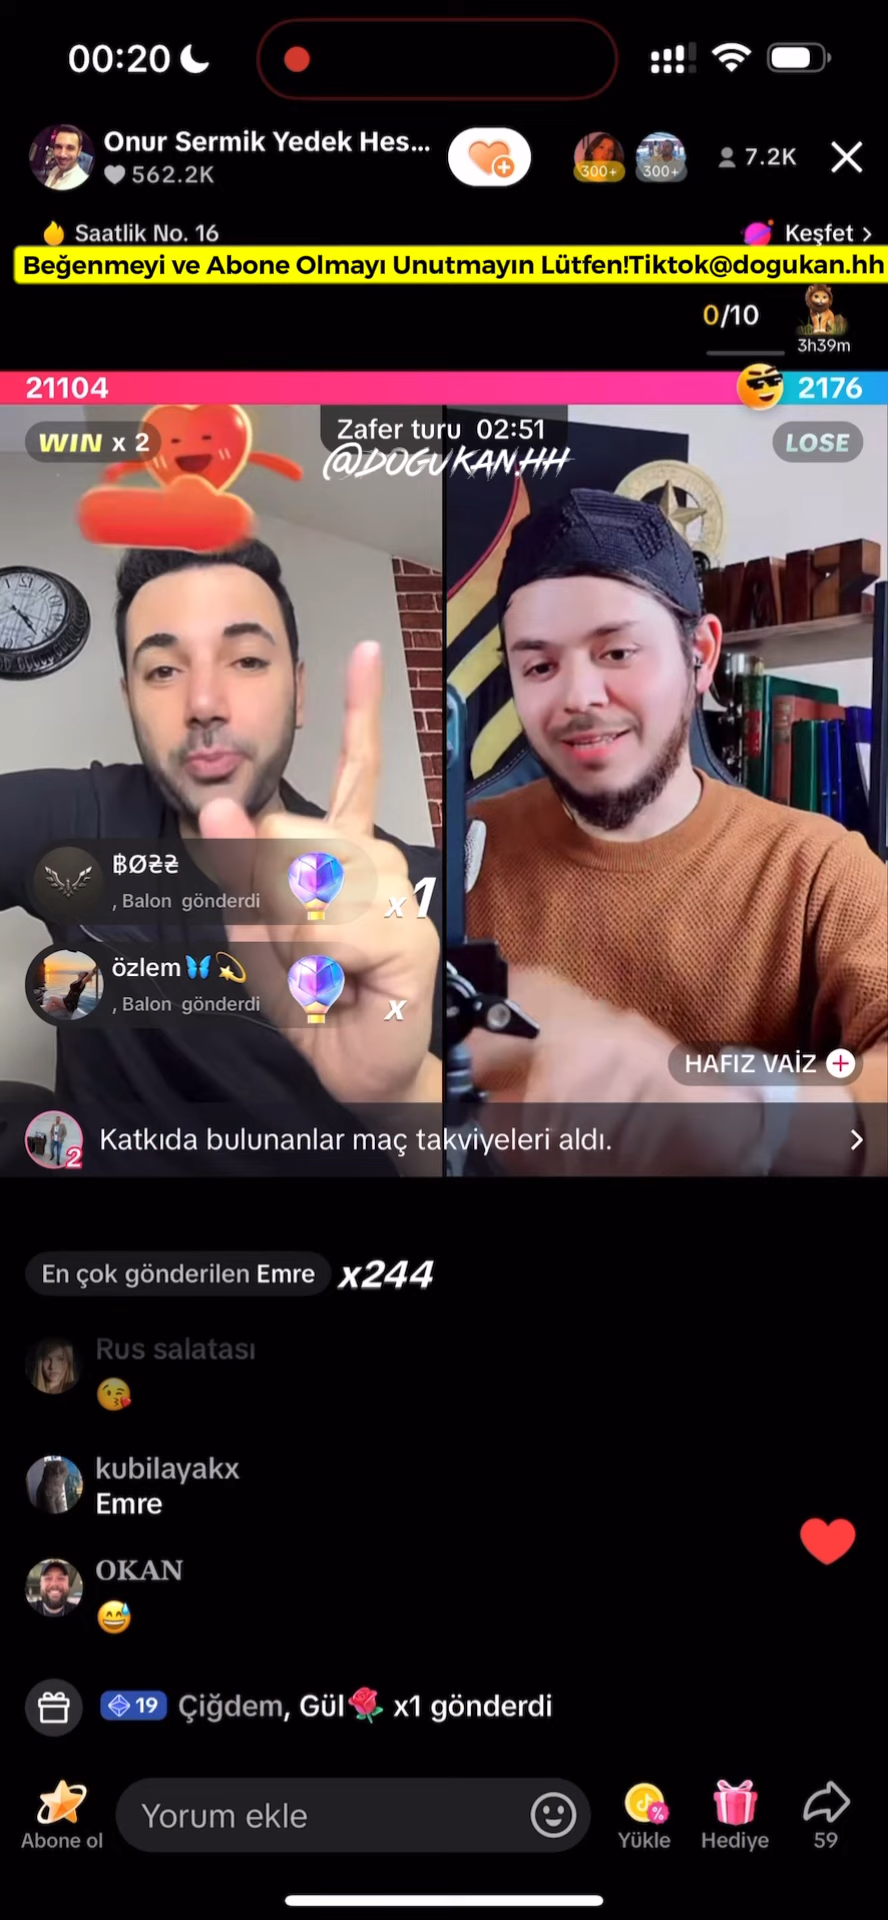 00:20
Onur Sermik Yedek Hes...
562.2K
300+
300+
7.2K
Saatlik No. 16
Keşfet >
Beğenmeyi ve Abone Olmayı Unutmayın Lütfen!Tiktok@dogukan.hh
0/10
3h39m
21104
2176
WIN x 2
Zafer turu 02:51
LOSE
@DOGUKAN.HH
฿Ø₴₴
, Balon gönderdi
x1
özlem🦋💫
, Balon gönderdi
x
HAFIZ VAİZ
2
Katkıda bulunanlar maç takviyeleri aldı.
En çok gönderilen Emre x244
Rus salatası
😘
kubilayakx
Emre
OKAN
😅
19 Çiğdem, Gül🌹 x1 gönderdi
Abone ol
Yorum ekle
Yükle
Hediye
59